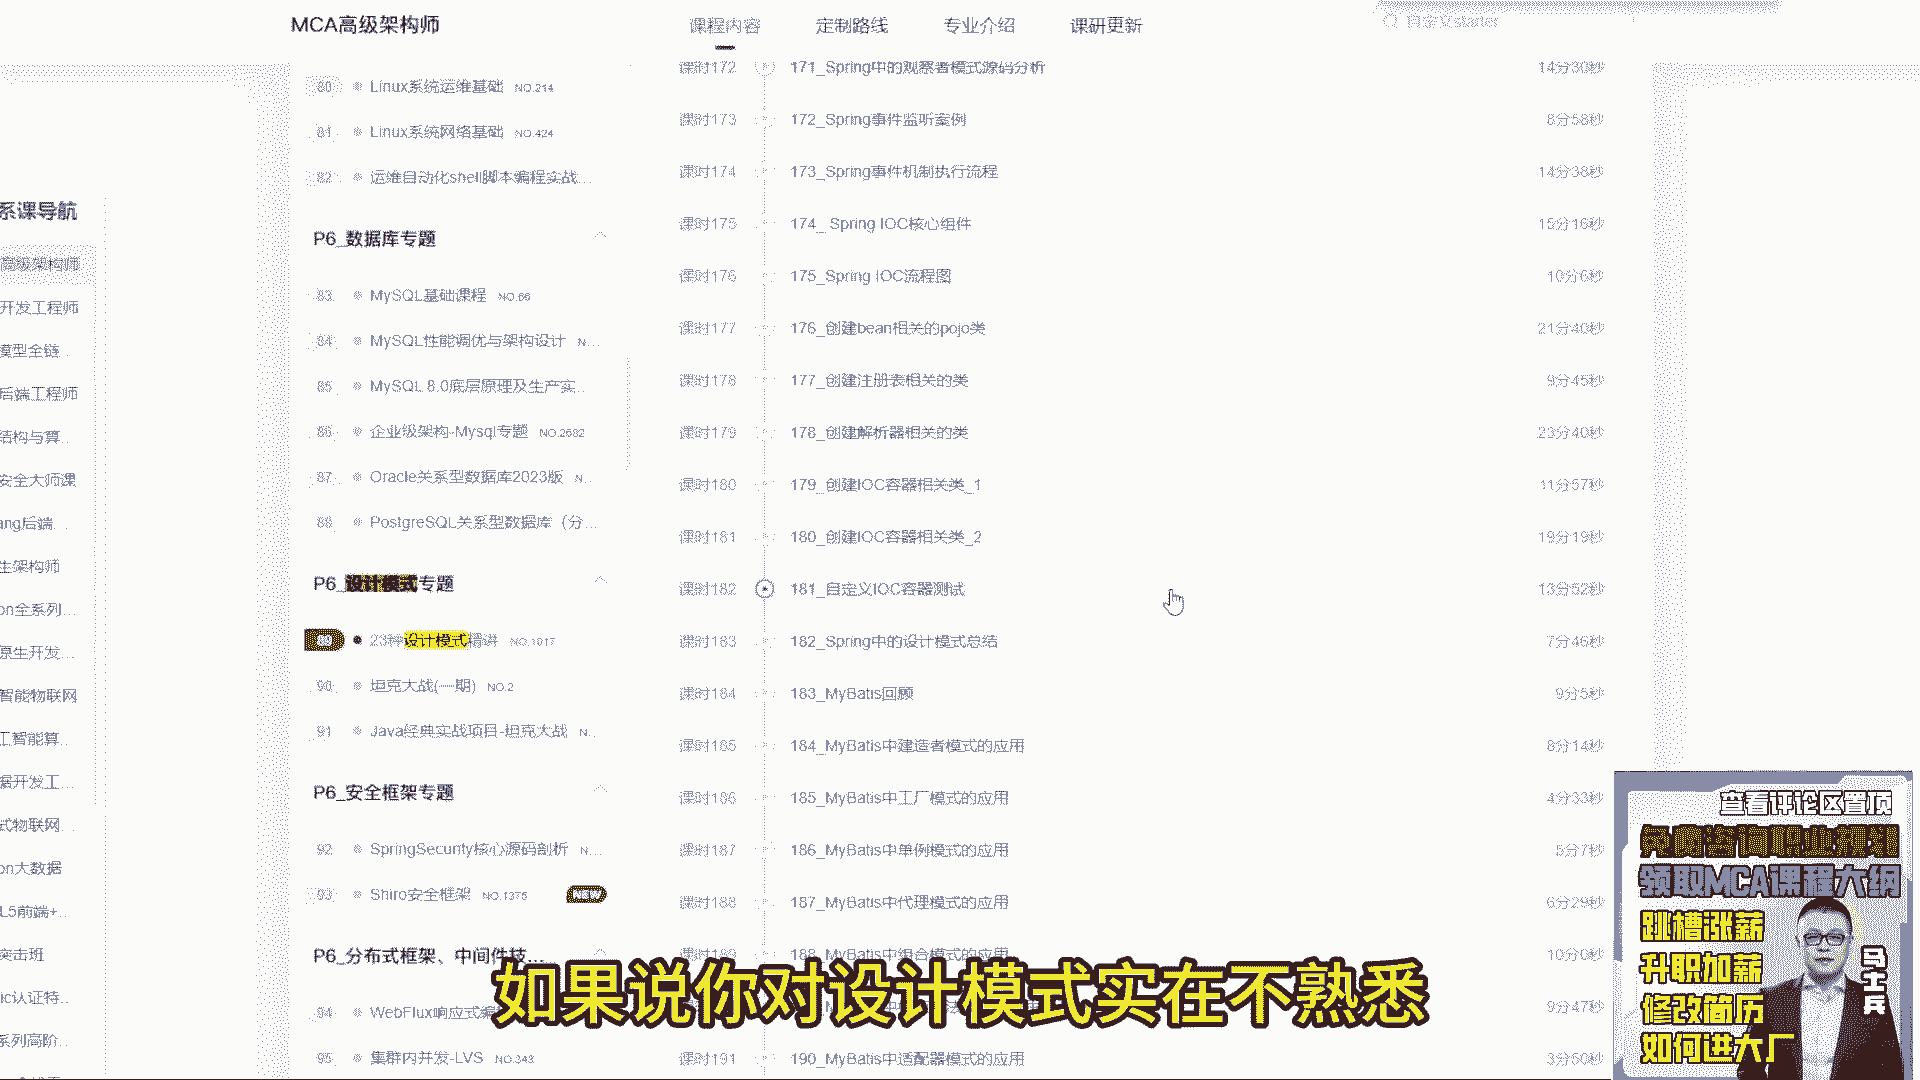 MCA高级架构师
课程内容 定制路线 专业介绍 课研更新
自定义starter
系课导航
高级架构师
开发工程师
模型全链..
后端工程师
结构与算..
安全大师课
ang后端..
生架构师
on全系列..
原生开发...
智能物联网
工智能算..
据开发工...
式物联网..
on大数据
L5前端+..
突击班
ic认证特..
系列高阶..
80 Linux系统运维基础 NO.214
81 Linux系统网络基础 NO.424
82 运维自动化shell脚本编程实战...
P6_数据库专题
83 MySQL基础课程 NO.66
84 MySQL性能调优与架构设计 N...
85 MySQL 8.0底层原理及生产实...
86 企业级架构-Mysql专题 NO.2682
87 Oracle关系型数据库2023版 N...
88 PostgreSQL关系型数据库（分...
P6_设计模式专题
89 23种设计模式精讲 NO.1017
90 坦克大战(一期) NO.2
91 Java经典实战项目-坦克大战 N...
P6_安全框架专题
92 SpringSecurity核心源码剖析 N...
93 Shiro安全框架 NO.1375 NEW
P6_分布式框架、中间件技...
94 WebFlux响应式编
95 集群内并发-LVS NO.343
课时172 171_Spring中的观察者模式源码分析 14分30秒
课时173 172_Spring事件监听案例 8分58秒
课时174 173_Spring事件机制执行流程 14分38秒
课时175 174_ Spring IOC核心组件 15分16秒
课时176 175_Spring IOC流程图 10分6秒
课时177 176_创建bean相关的pojo类 21分40秒
课时178 177_创建注册表相关的类 9分45秒
课时179 178_创建解析器相关的类 23分40秒
课时180 179_创建IOC容器相关类_1 11分57秒
课时181 180_创建IOC容器相关类_2 19分19秒
课时182 181_自定义IOC容器测试 13分52秒
课时183 182_Spring中的设计模式总结 7分46秒
课时184 183_MyBatis回顾 9分5秒
课时185 184_MyBatis中建造者模式的应用 8分14秒
课时186 185_MyBatis中工厂模式的应用 4分33秒
课时187 186_MyBatis中单例模式的应用 5分7秒
课时188 187_MyBatis中代理模式的应用 6分29秒
课时189 188_MyBatis中组合模式的应用 10分0秒
9分47秒
课时191 190_MyBatis中适配器模式的应用 3分50秒
如果说你对设计模式实在不熟悉
查看评论区置顶
免费咨询职业规划
领取MCA课程大纲
跳槽涨薪
升职加薪
修改简历
如何进大厂
马士兵